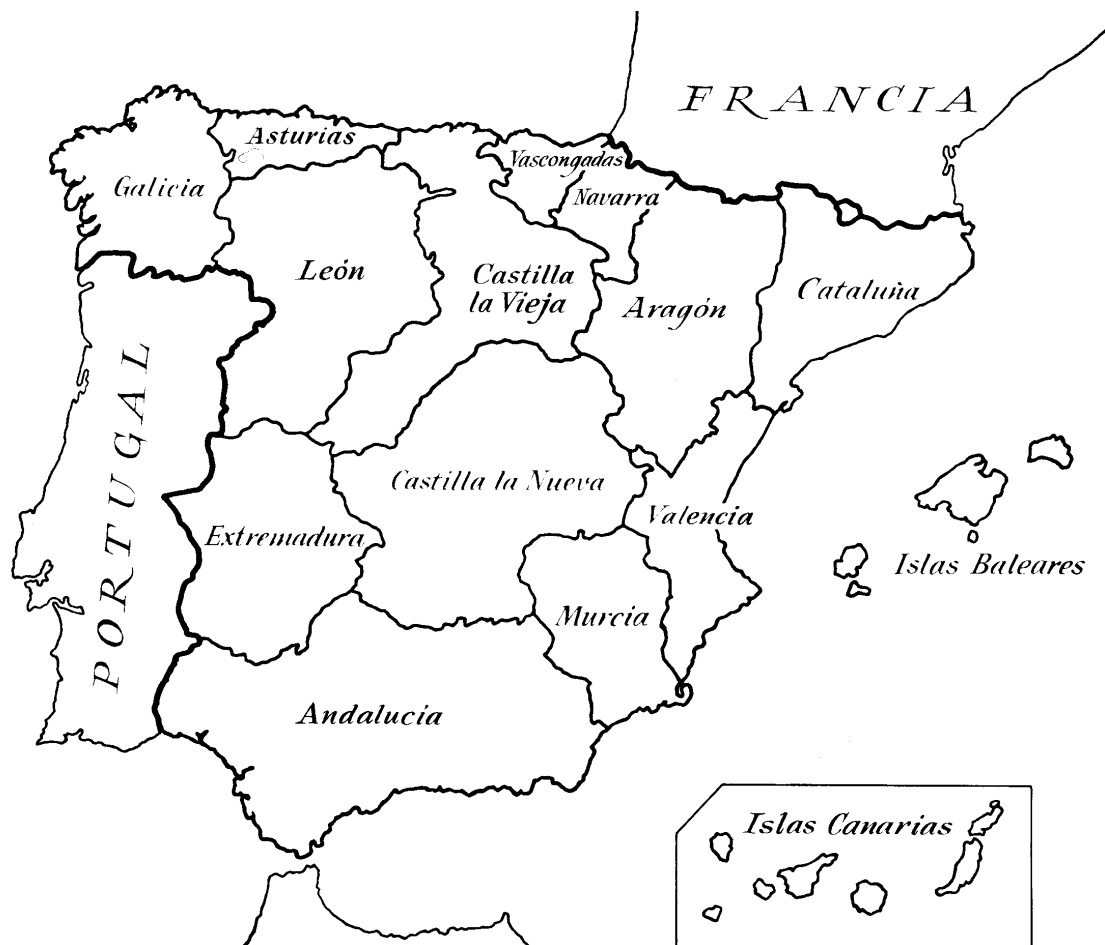 FRANCIA
Asturias
Vascongadas
Galicia
Navarra
León
Castilla
la Vieja
Aragón
Cataluña
PORTUGAL
Castilla la Nueva
Valencia
Extremadura
Islas Baleares
Murcia
Andalucía
Islas Canarias